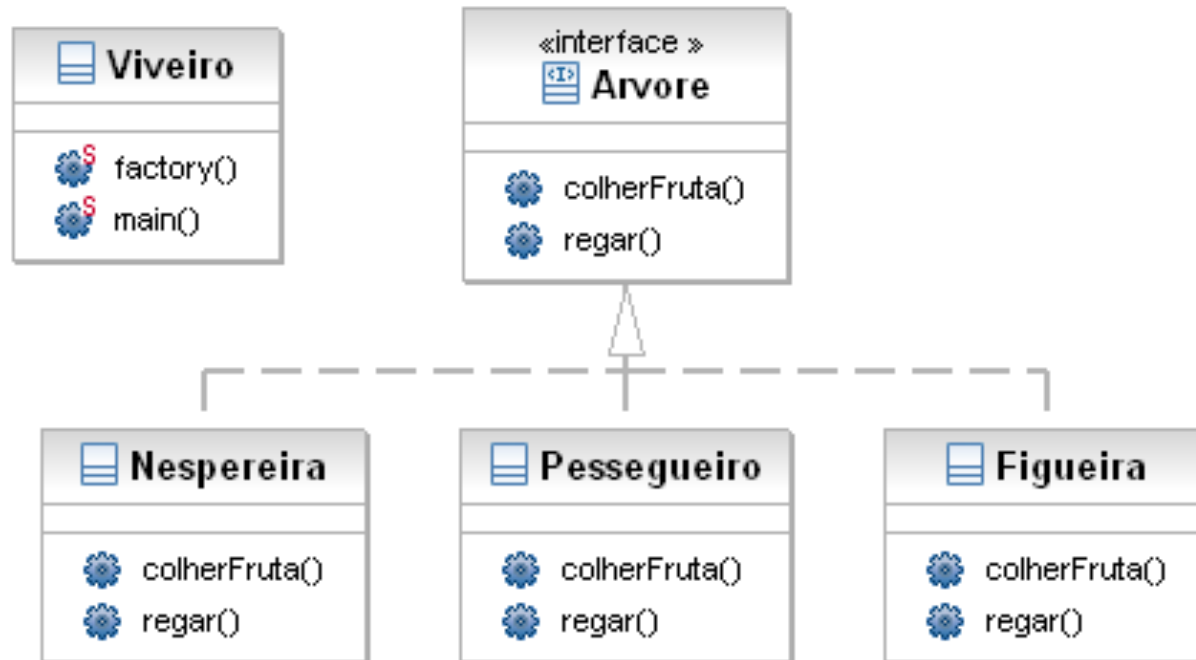 Viveiro
factory()
main()
«interface »
Arvore
colherFruta()
regar()
Nespereira
colherFruta()
regar()
Pessegueiro
colherFruta()
regar()
Figueira
colherFruta()
regar()